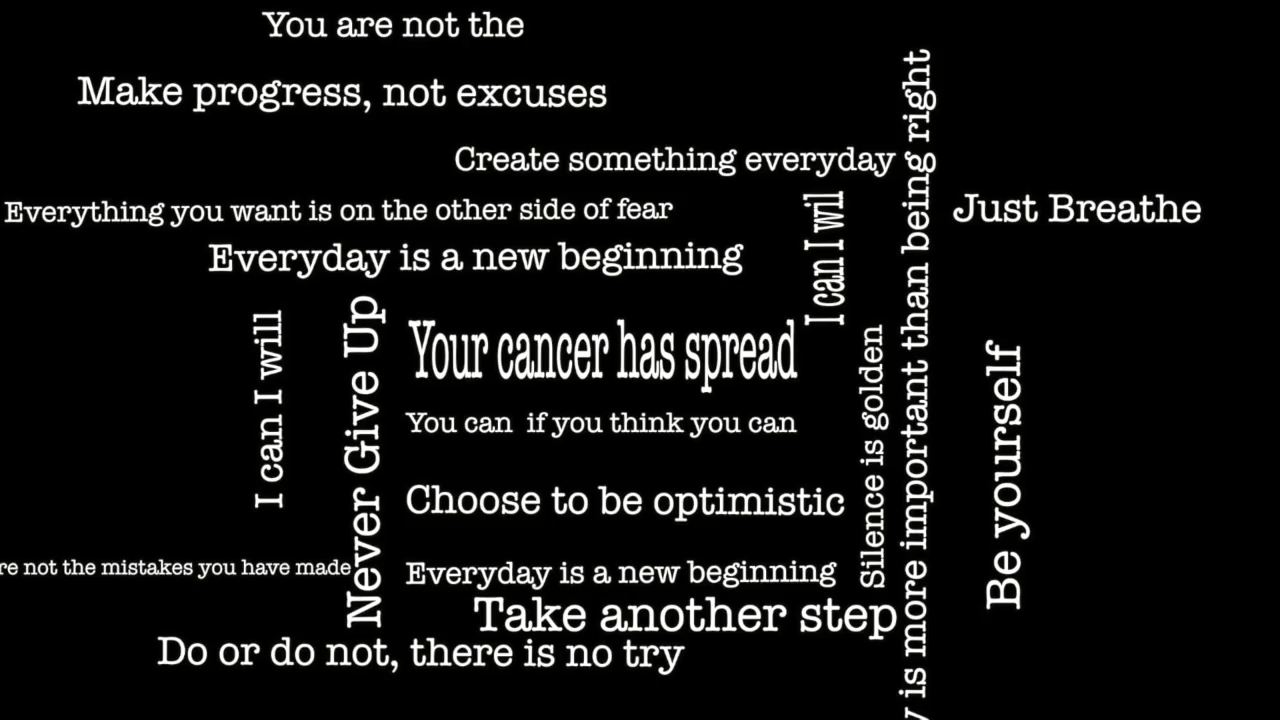 You are not the
Make progress, not excuses
Create something everyday
Everything you want is on the other side of fear
Just Breathe
Everyday is a new beginning
I can I wil
I can I will
Never Give Up
Your cancer has spread
You can if you think you can
Silence is golden
is more important than being right
Be yourself
Choose to be optimistic
not the mistakes you have made
Everyday is a new beginning
Take another step
Do or do not, there is no try